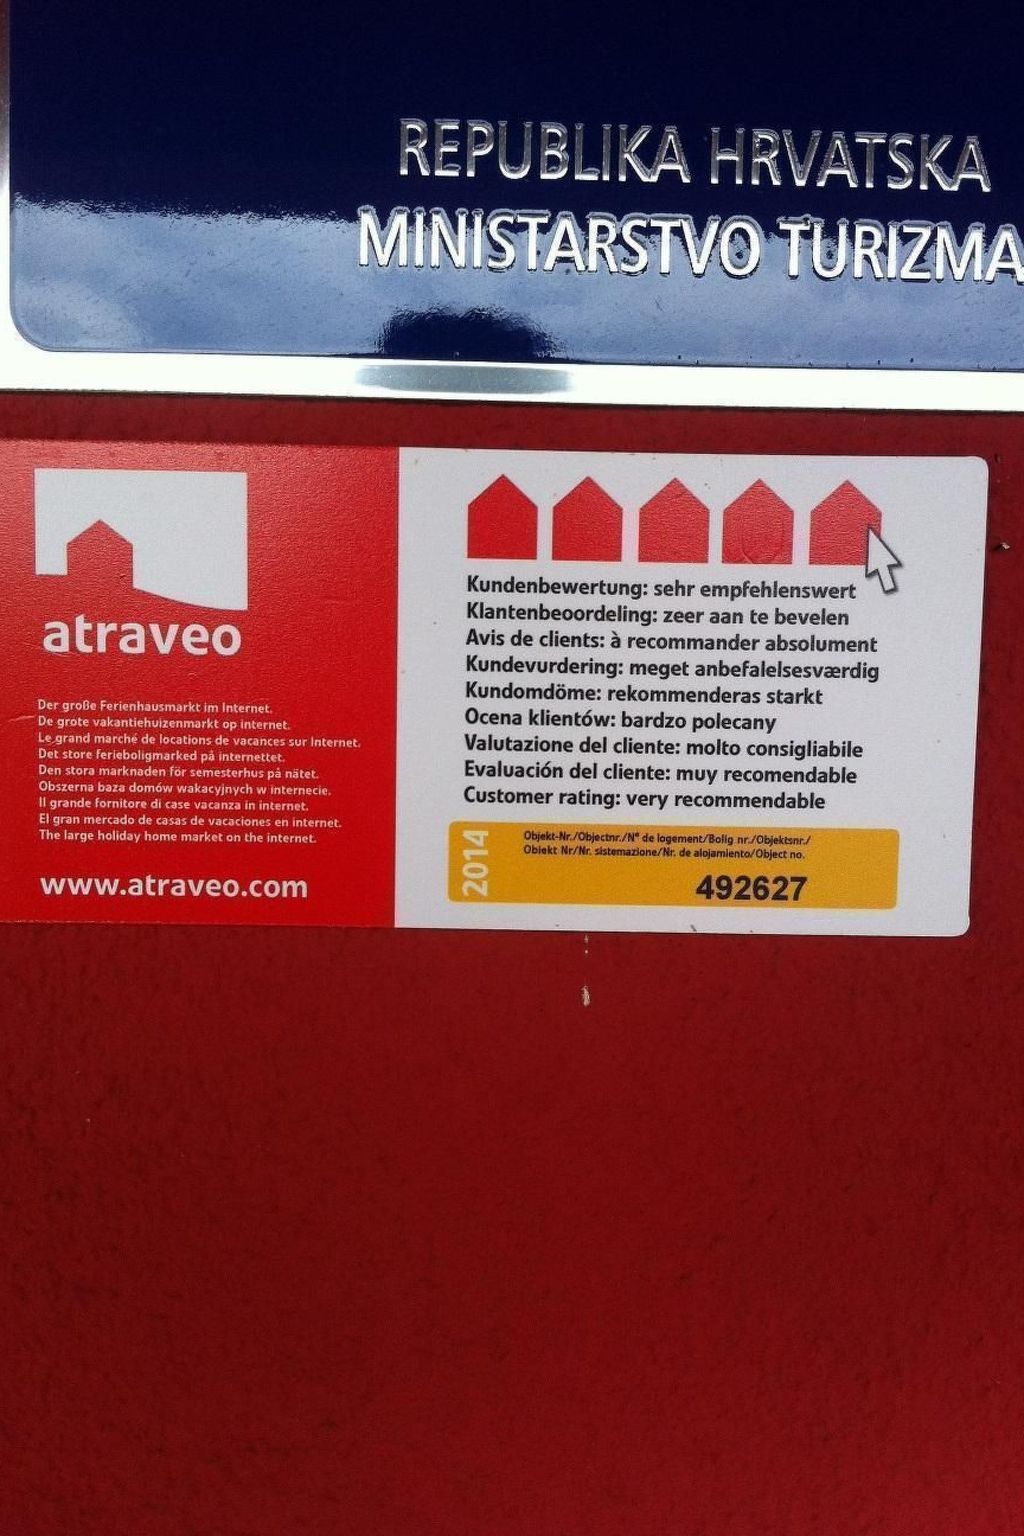 REPUBLIKA HRVATSKA
MINISTARSTVO TURIZMA
atraveo
Der große Ferienhausmarkt im Internet.
De grote vakantiehuizenmarkt op internet.
Le grand marché de locations de vacances sur Internet.
Det store ferieboligmarked på internettet.
Den stora marknaden för semesterhus på nätet.
Obszerna baza domów wakacyjnych w internecie.
Il grande fornitore di case vacanza in internet.
El gran mercado de casas de vacaciones en internet.
The large holiday home market on the internet.
www.atraveo.com
Kundenbewertung: sehr empfehlenswert
Klantenbeoordeling: zeer aan te bevelen
Avis de clients: à recommander absolument
Kundevurdering: meget anbefalelsesværdig
Kundomdöme: rekommenderas starkt
Ocena klientów: bardzo polecany
Valutazione del cliente: molto consigliabile
Evaluación del cliente: muy recomendable
Customer rating: very recommendable
2014
Objekt-Nr./Objectnr./N° de logement/Bolig nr./Objektsnr./
Obiekt Nr/Nr. sistemazione/Nr. de alojamiento/Object no.
492627